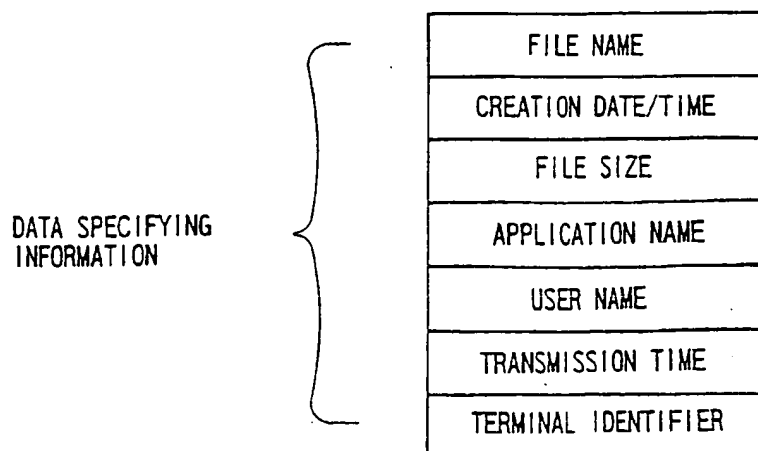 FILE NAME
CREATION DATE/TIME
FILE SIZE
DATA SPECIFYING
INFORMATION
APPLICATION NAME
USER NAME
TRANSMISSION TIME
TERMINAL IDENTIFIER